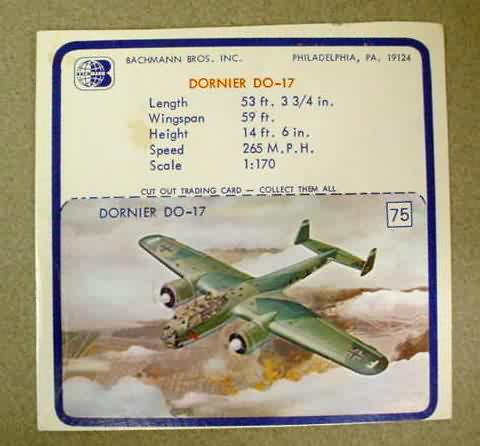 BACHMANN BROS. INC. PHILADELPHIA, PA. 19124
BACHMANN
DORNIER DO-17
Length 53 ft. 3 3/4 in.
Wingspan 59 ft.
Height 14 ft. 6 in.
Speed 265 M.P.H.
Scale 1:170
CUT OUT TRADING CARD — COLLECT THEM ALL
DORNIER DO-17 75